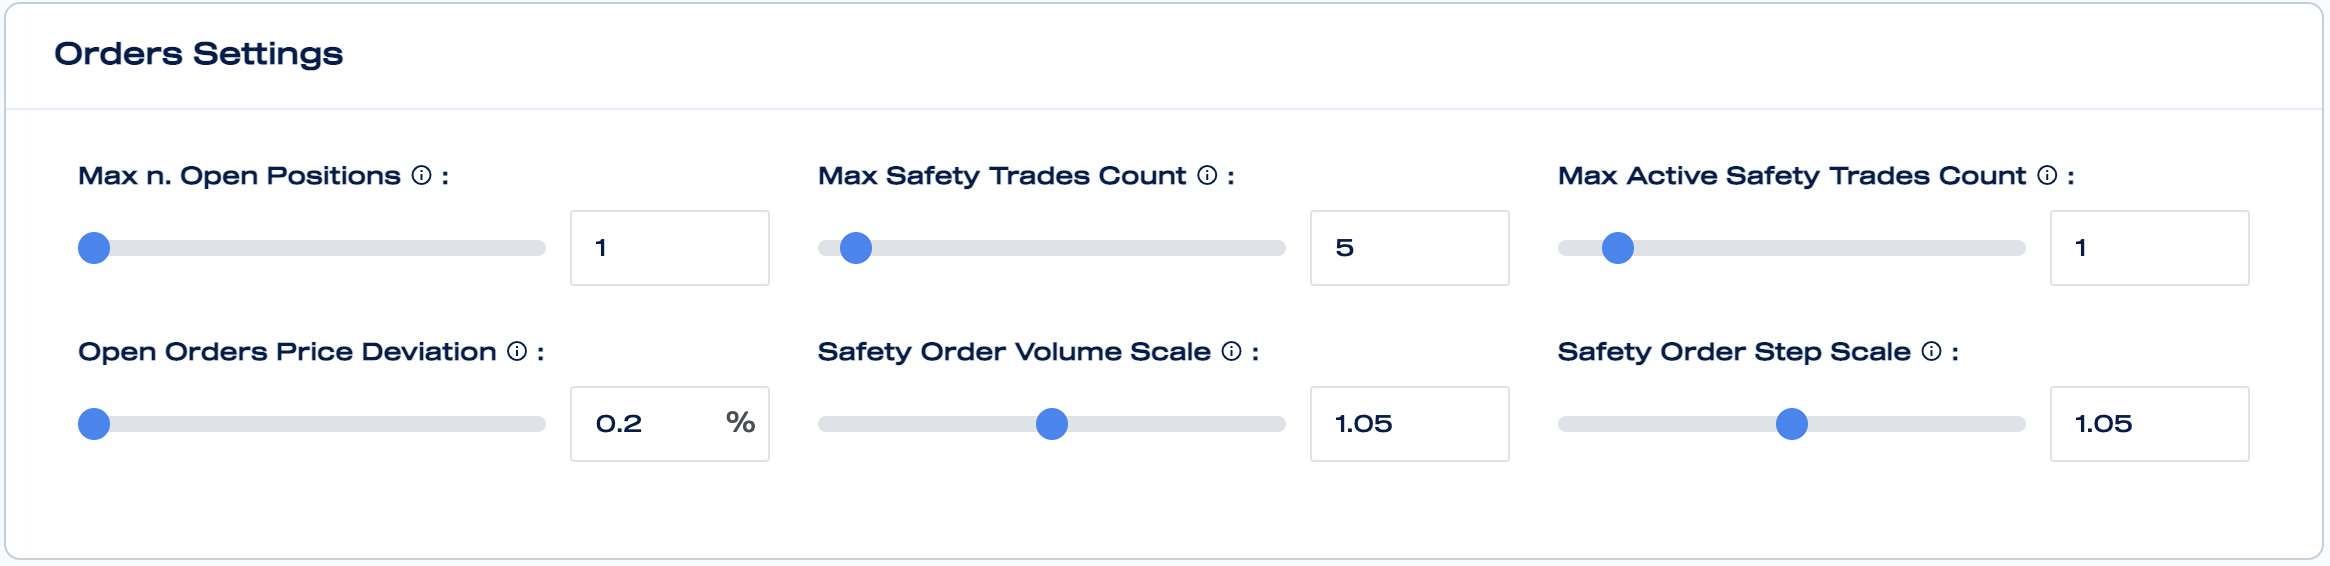 Orders Settings
Max n. Open Positions ⓘ :
Max Safety Trades Count ⓘ :
Max Active Safety Trades Count ⓘ :
1
5
1
Open Orders Price Deviation ⓘ :
Safety Order Volume Scale ⓘ :
Safety Order Step Scale ⓘ :
0.2 %
1.05
1.05